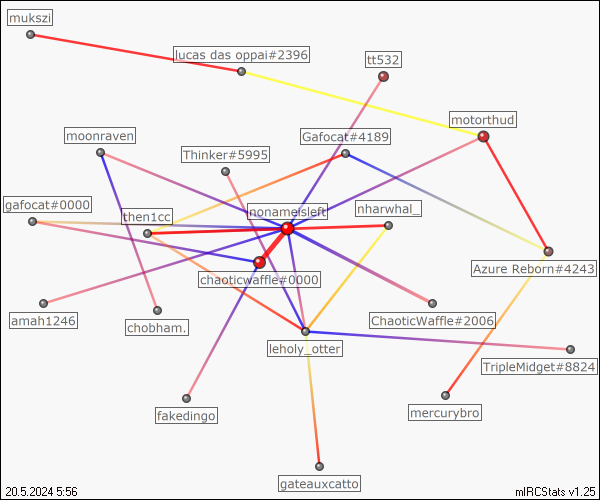 mukszi
lucas das oppai#2396
tt532
motorthud
moonraven
Gafocat#4189
Thinker#5995
gafocat#0000
then1cc
nonameisleft
nharwhal_
Azure Reborn#4243
chaoticwaffle#0000
amah1246
chobham.
ChaoticWaffle#2006
leholy_otter
TripleMidget#8824
fakedingo
mercurybro
gateauxcatto
20.5.2024 5:56
mIRCStats v1.25